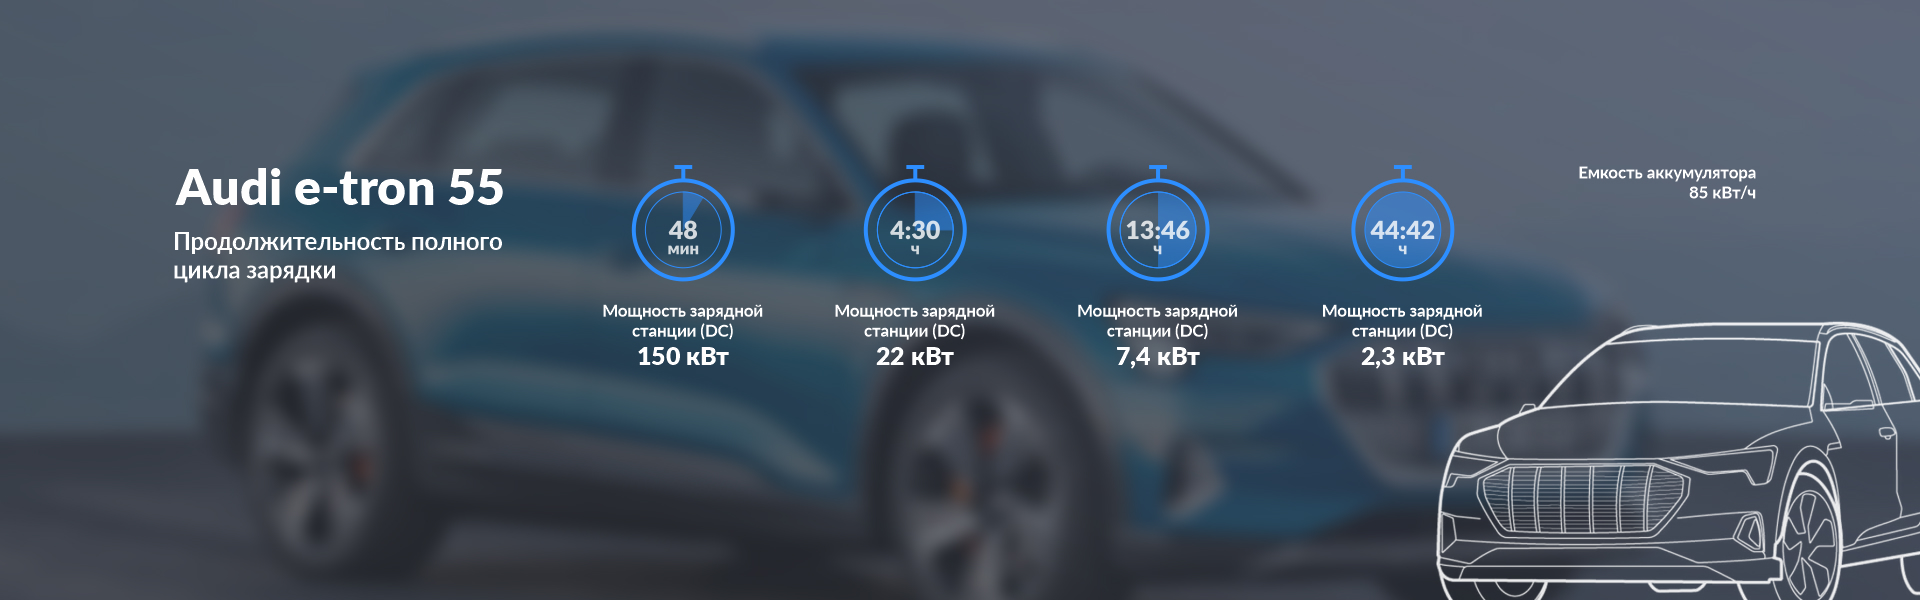 Audi e-tron 55
Продолжительность полного
цикла зарядки
48
мин
Мощность зарядной
станции (DC)
150 кВт
4:30
ч
Мощность зарядной
станции (DC)
22 кВт
13:46
ч
Мощность зарядной
станции (DC)
7,4 кВт
44:42
ч
Мощность зарядной
станции (DC)
2,3 кВт
Емкость аккумулятора
85 кВт/ч